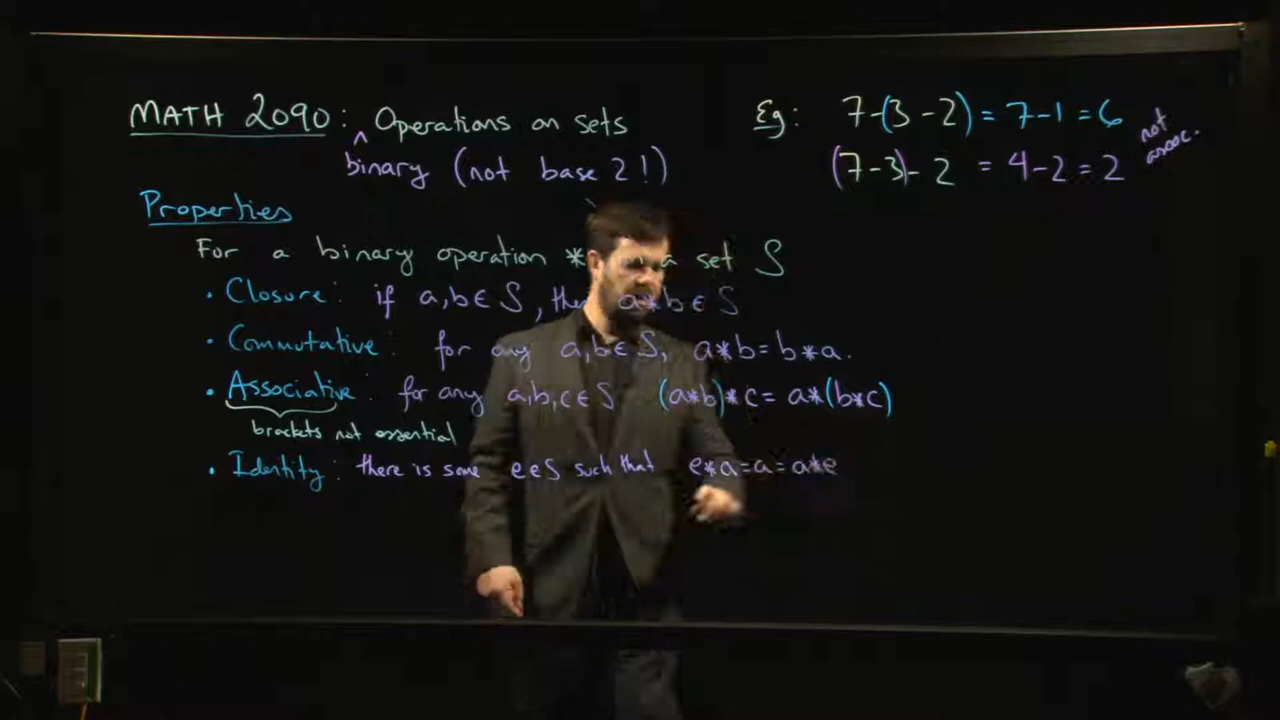 MATH 2090: ^ Operations on sets
binary (not base 2!)
Properties
For a binary operation * a set S
• Closure: if a,b∈S, then a*b∈S
• Commutative: for any a,b∈S, a*b=b*a.
• Associative: for any a,b,c∈S (a*b)*c=a*(b*c)
brackets not essential
• Identity: there is some e∈S such that e*a=a=a*e
Eg: 7-(3-2)=7-1=6
(7-3)-2=4-2=2
not
assoc.